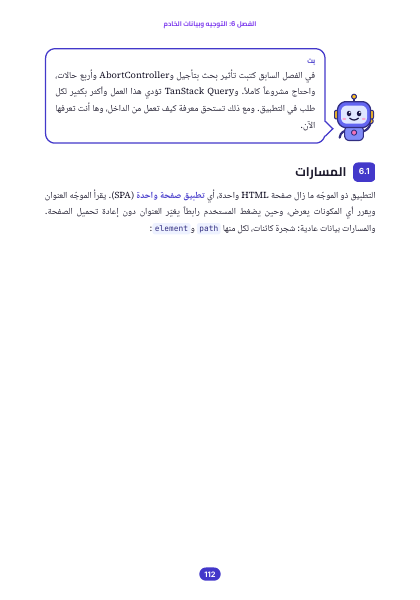 الفصل 6: التوجيه وبيانات الخادم
بت
في الفصل السابق كتبت تأثير بحث بتأجيل وAbortController وأربع حالات،
واحتاج مشروعاً كاملاً. وTanStack Query تؤدي هذا العمل وأكثر بكثير لكل
طلب في التطبيق. ومع ذلك تستحق معرفة كيف تعمل من الداخل، وها أنت تعرفها
الآن.
6.1 المسارات
التطبيق ذو الموجّه ما زال صفحة HTML واحدة، أي تطبيق صفحة واحدة (SPA). يقرأ الموجّه العنوان
ويقرر أي المكونات يعرض، وحين يضغط المستخدم رابطاً يغيّر العنوان دون إعادة تحميل الصفحة.
والمسارات بيانات عادية: شجرة كائنات، لكل منها path و element:
112